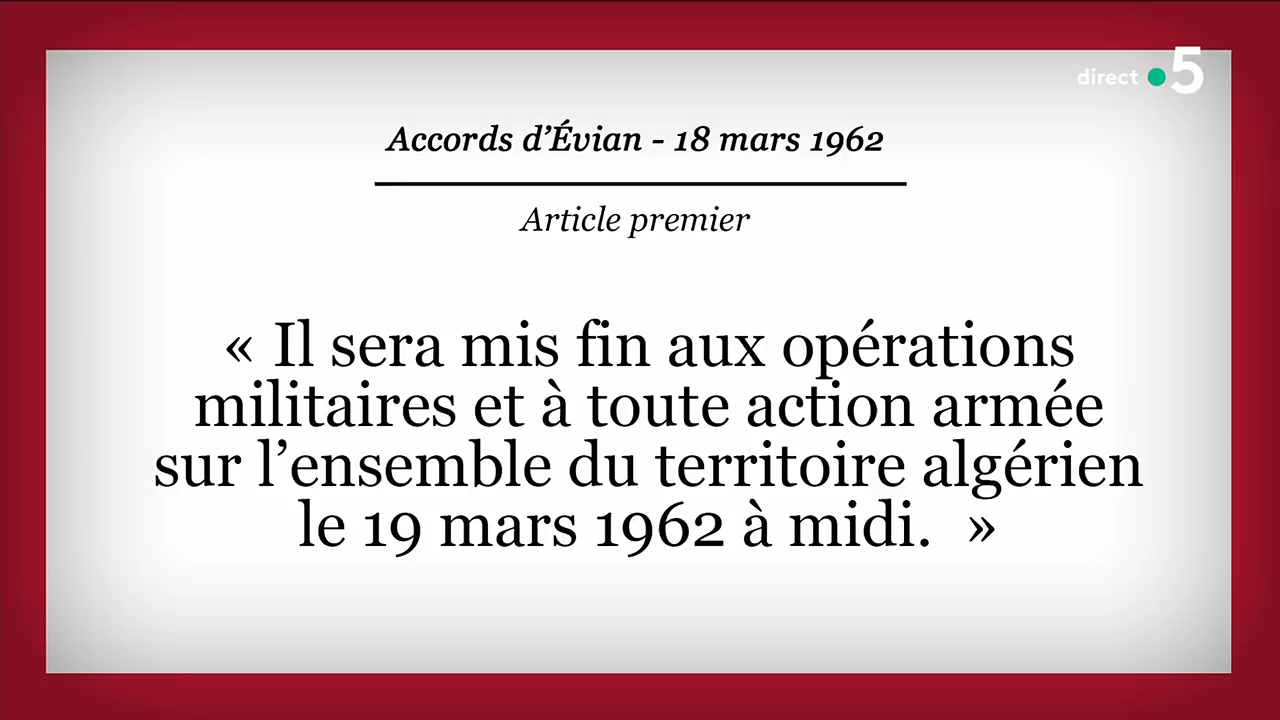 direct 5
Accords d'Évian - 18 mars 1962
Article premier
« Il sera mis fin aux opérations
militaires et à toute action armée
sur l'ensemble du territoire algérien
le 19 mars 1962 à midi. »